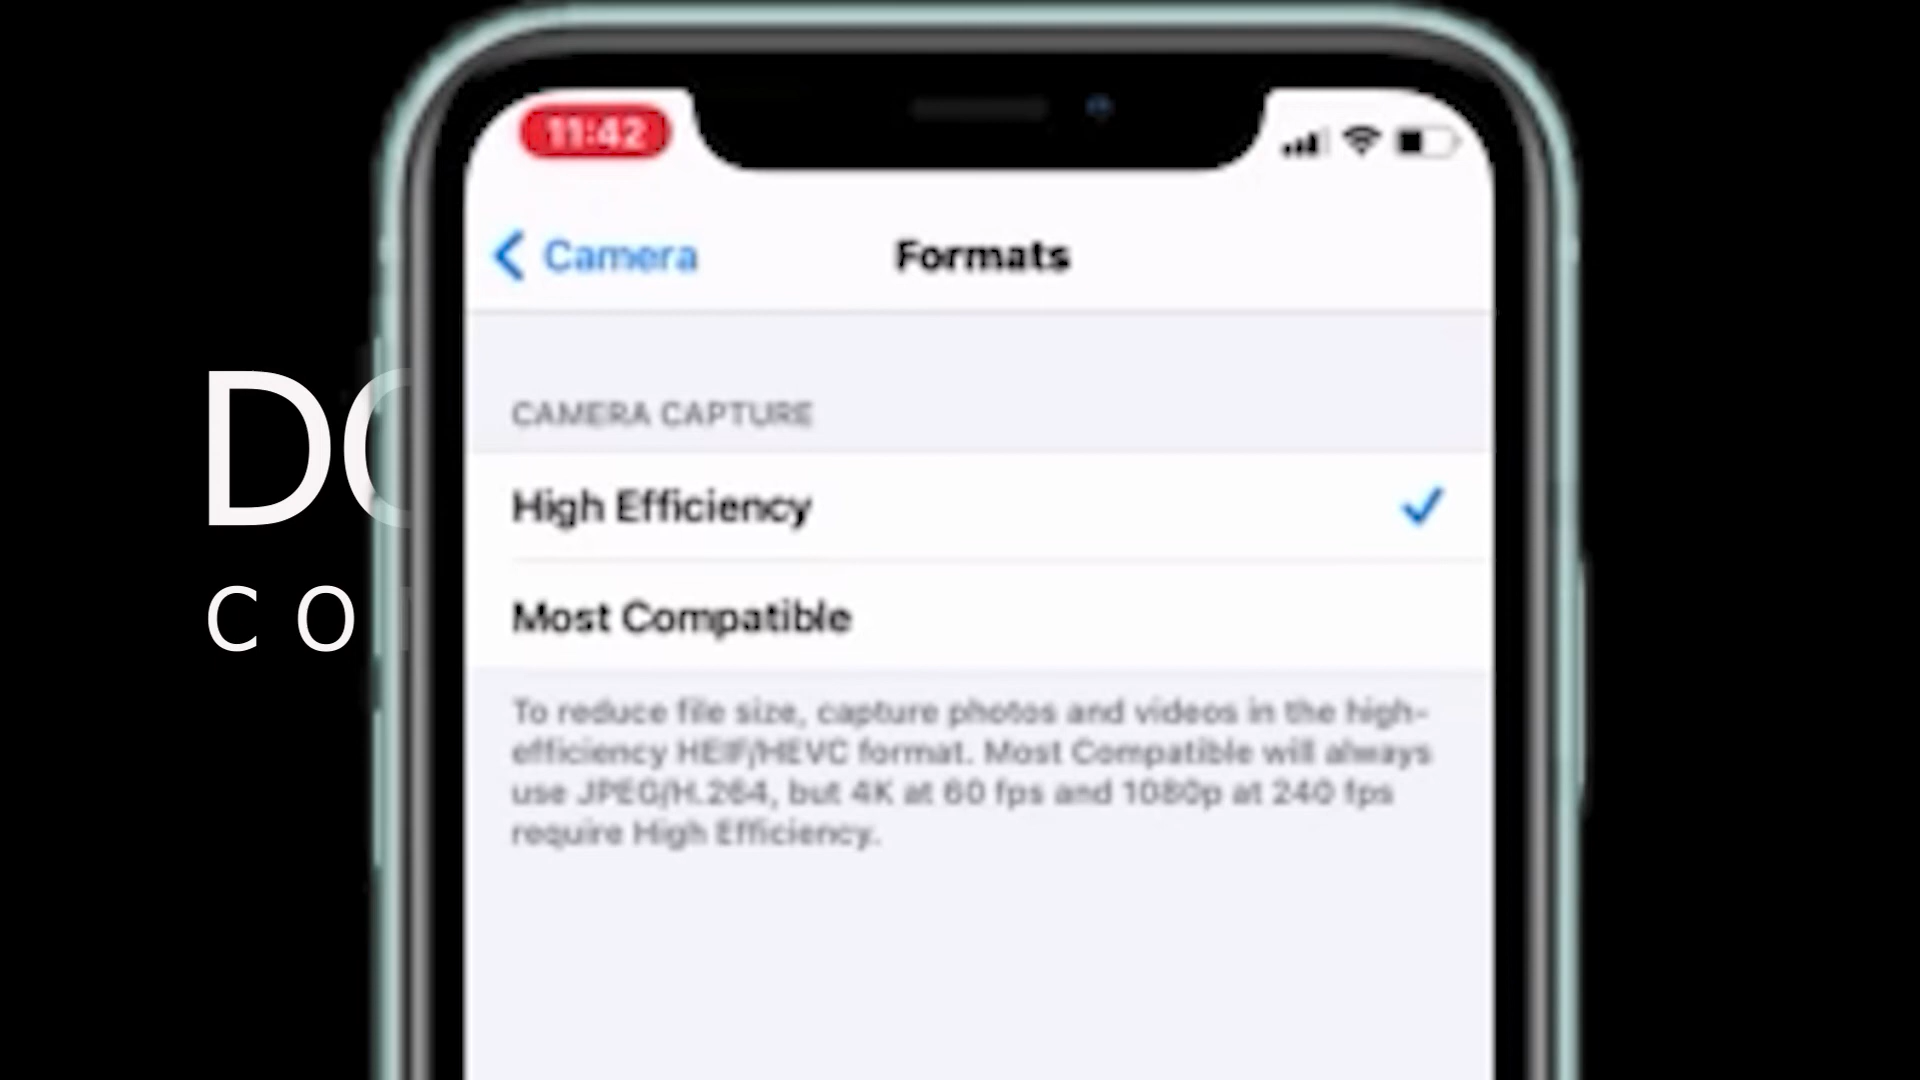 11:42
Camera
Formats
CAMERA CAPTURE
High Efficiency
Most Compatible
To reduce file size, capture photos and videos in the high-
efficiency HEIF/HEVC format. Most Compatible will always
use JPEG/H.264, but 4K at 60 fps and 1080p at 240 fps
require High Efficiency.